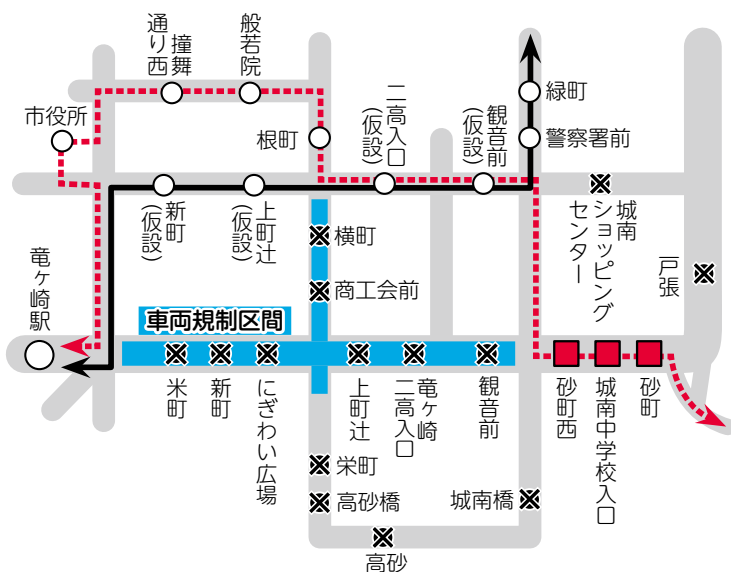 撞舞
通り西
般若院
市役所
根町
二高入口
(仮設)
観音前
(仮設)
緑町
警察署前
新町
(仮設)
上町辻
(仮設)
城南
ショッピング
センター
横町
戸張
竜ヶ崎駅
商工会前
車両規制区間
米町
新町
にぎわい広場
上町辻
竜ヶ崎
二高入口
観音前
砂町西
城南中学校入口
砂町
栄町
高砂橋
城南橋
高砂